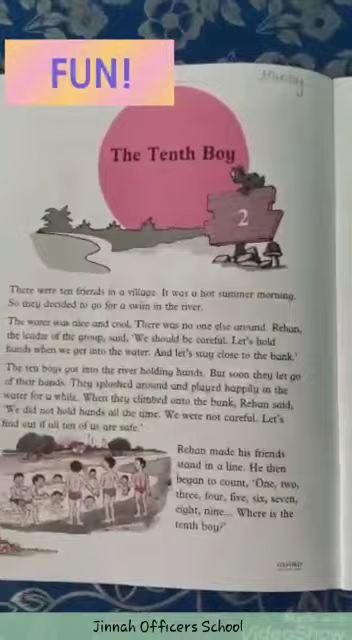 FUN!
The Tenth Boy
2
There were ten friends in a village. It was a hot summer morning.
So they decided to go for a swim in the river.
The water was nice and cool. There was no one else around. Rehan,
the leader of the group, said, 'We should be careful. Let's hold
hands when we get into the water. And let's stay close to the bank.'
The ten boys got into the river holding hands. But soon they let go
of their hands. They splashed around and played happily in the
water for a while. When they climbed onto the bank, Rehan said,
'We did not hold hands all the time. We were not careful. Let's
find out if all ten of us are safe.'
Rehan made his friends
stand in a line. He then
began to count, 'One, two,
three, four, five, six, seven,
eight, nine... Where is the
tenth boy?'
OXFORD
Jinnah Officers School